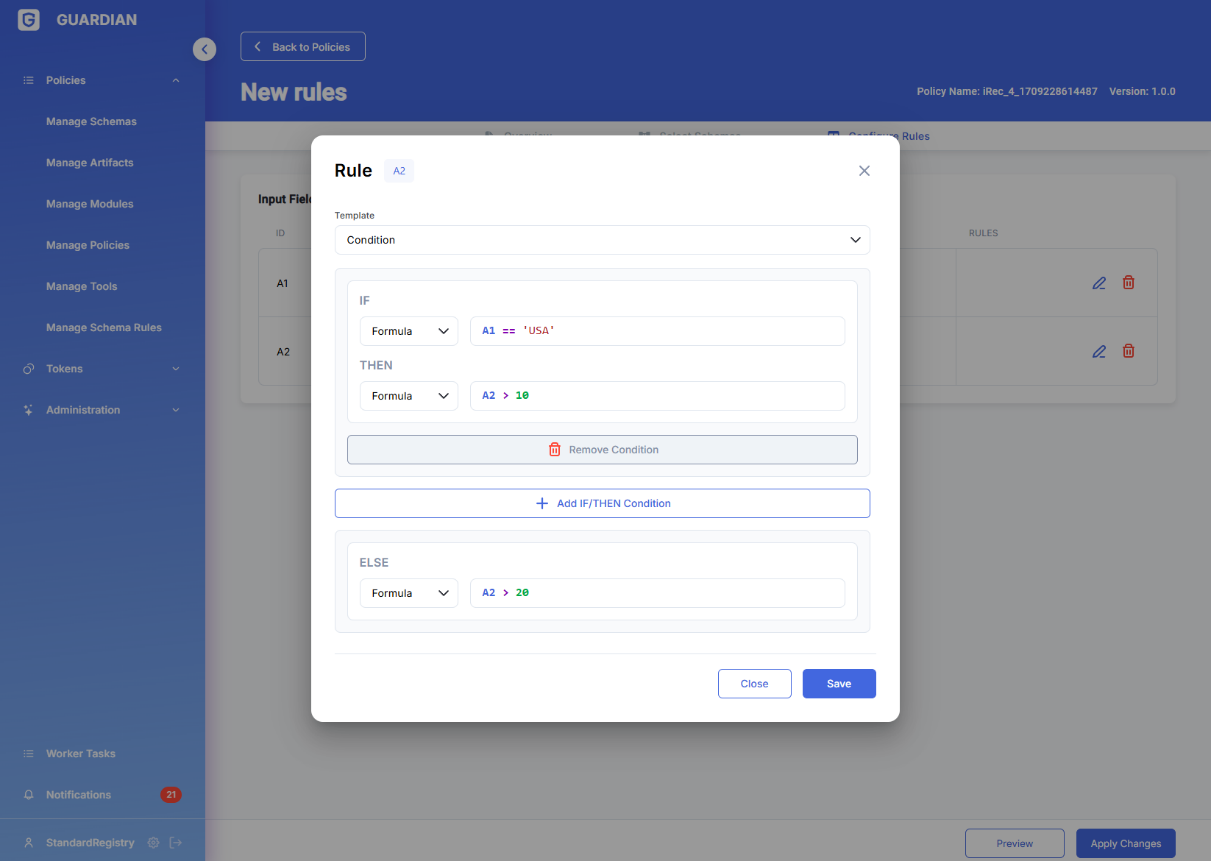 GUARDIAN
Policies
Manage Schemas
Manage Artifacts
Manage Modules
Manage Policies
Manage Tools
Manage Schema Rules
Tokens
Administration
Worker Tasks
Notifications 21
StandardRegistry
Back to Policies
New rules
Policy Name: iRec_4_1709228614487 Version: 1.0.0
Overview Select Schemas Configure Rules
Input
ID RULES
A1
A2
Rule A2
Template
Condition
IF
Formula A1 == 'USA'
THEN
Formula A2 > 10
Remove Condition
Add IF/THEN Condition
ELSE
Formula A2 > 20
Close Save
Preview Apply Changes